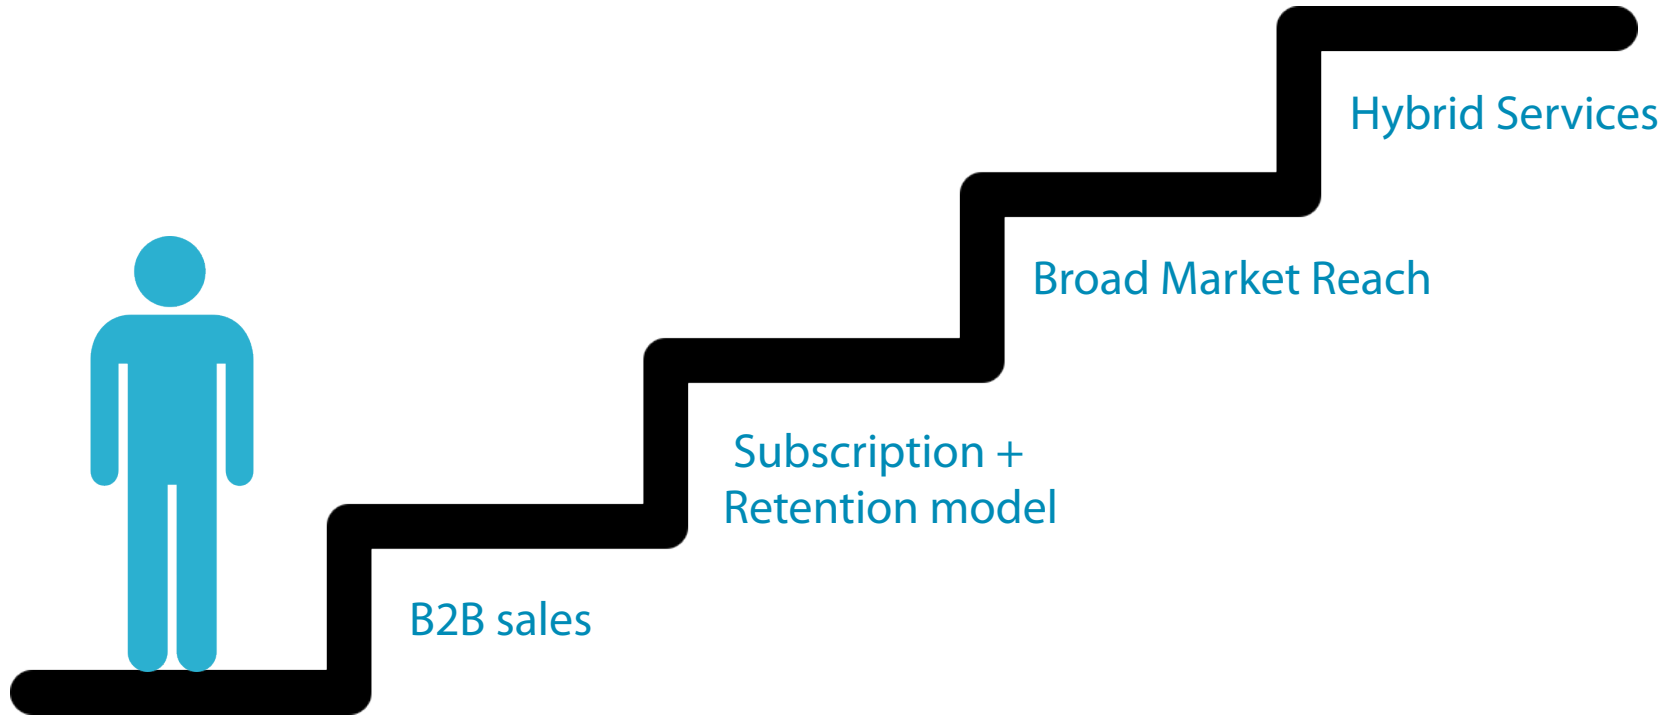 Hybrid Services
Broad Market Reach
Subscription +
Retention model
B2B sales